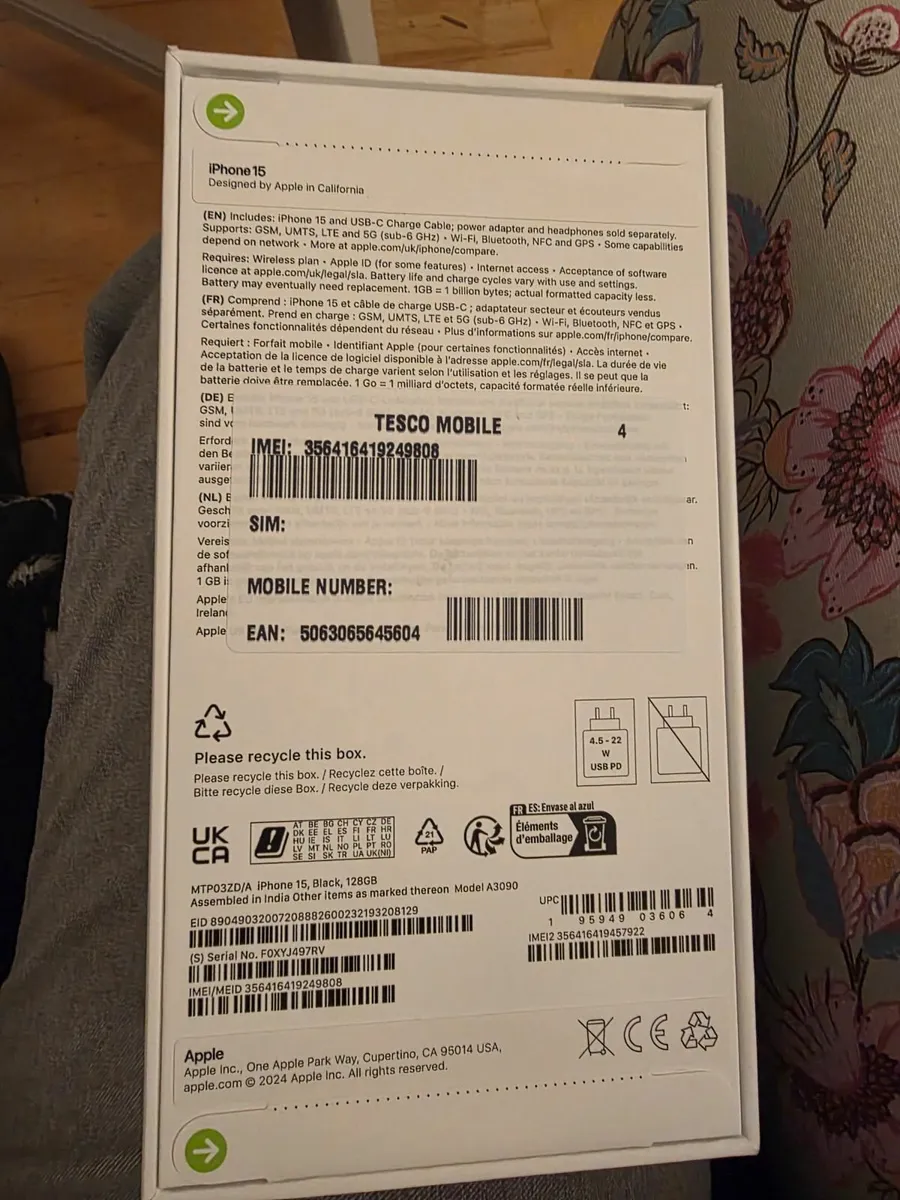 iPhone 15
Designed by Apple in California
(EN) Includes: iPhone 15 and USB-C Charge Cable; power adapter and headphones sold separately.
Supports: GSM, UMTS, LTE and 5G (sub-6 GHz) • Wi-Fi, Bluetooth, NFC and GPS • Some capabilities
depend on network • More at apple.com/uk/iphone/compare.
Requires: Wireless plan • Apple ID (for some features) • Internet access • Acceptance of software
licence at apple.com/uk/legal/sla. Battery life and charge cycles vary with use and settings.
Battery may eventually need replacement. 1GB = 1 billion bytes; actual formatted capacity less.
(FR) Comprend : iPhone 15 et câble de charge USB-C ; adaptateur secteur et écouteurs vendus
séparément. Prend en charge : GSM, UMTS, LTE et 5G (sub-6 GHz) • Wi-Fi, Bluetooth, NFC et GPS •
Certaines fonctionnalités dépendent du réseau • Plus d'informations sur apple.com/fr/iphone/compare.
Requiert : Forfait mobile • Identifiant Apple (pour certaines fonctionnalités) • Accès internet •
Acceptation de la licence de logiciel disponible à l'adresse apple.com/fr/legal/sla. La durée de vie
de la batterie et le temps de charge varient selon l'utilisation et les réglages. Il se peut que la
batterie doive être remplacée. 1 Go = 1 milliard d'octets, capacité formatée réelle inférieure.
(DE)
GSM,
sind
TESCO MOBILE 4
IMEI: 356416419249808
den
(NL)
SIM:
de
MOBILE NUMBER:
1 GB
Apple
EAN: 5063065645604
Apple
Please recycle this box.
Please recycle this box. / Recyclez cette boîte. /
Bitte recycle diese Box. / Recycle deze verpakking.
4.5 - 22
W
USB PD
UK
CA
AT BE BG CH CY CZ DE
DK EE EL ES FI FR HR
HU IE IS IT LI LT LU
LV MT NL NO PL PT RO
SE SI SK TR UA UK(NI)
21
PAP
FR ES: Envase al azul
Éléments
d'emballage
MTP03ZD/A iPhone 15, Black, 128GB
Assembled in India Other items as marked thereon Model A3090
EID 89049032007208882600232193208129
UPC
1 95949 03606 4
(S) Serial No. F0XYJ497RV
IMEI2 356416419457922
IMEI/MEID 356416419249808
Apple
Apple Inc., One Apple Park Way, Cupertino, CA 95014 USA,
apple.com © 2024 Apple Inc. All rights reserved.
CE